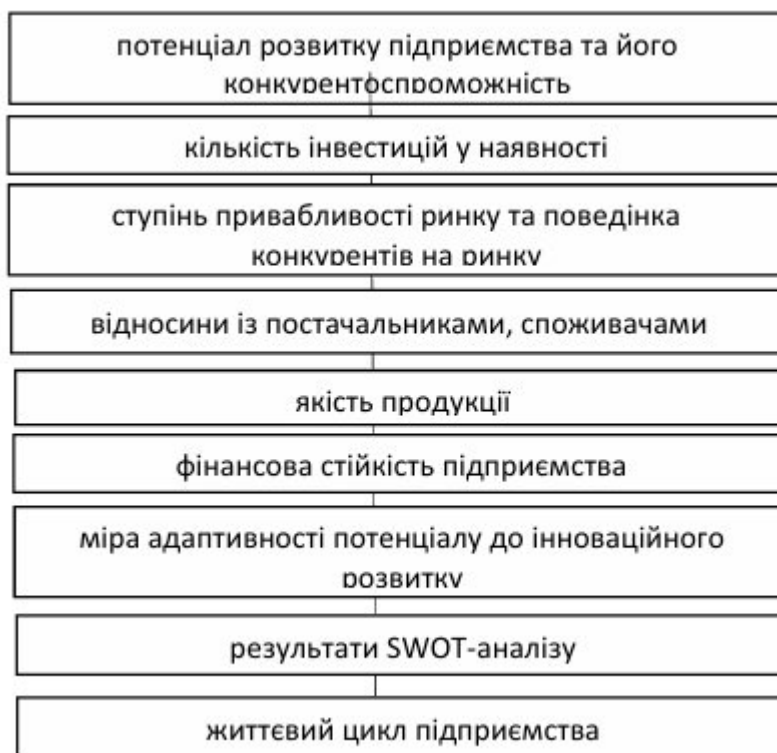 потенціал розвитку підприємства та його
конкурентоспроможність
кількість інвестицій у наявності
ступінь привабливості ринку та поведінка
конкурентів на ринку
відносини із постачальниками, споживачами
якість продукції
фінансова стійкість підприємства
міра адаптивності потенціалу до інноваційного
розвитку
результати SWOT-аналізу
життєвий цикл підприємства